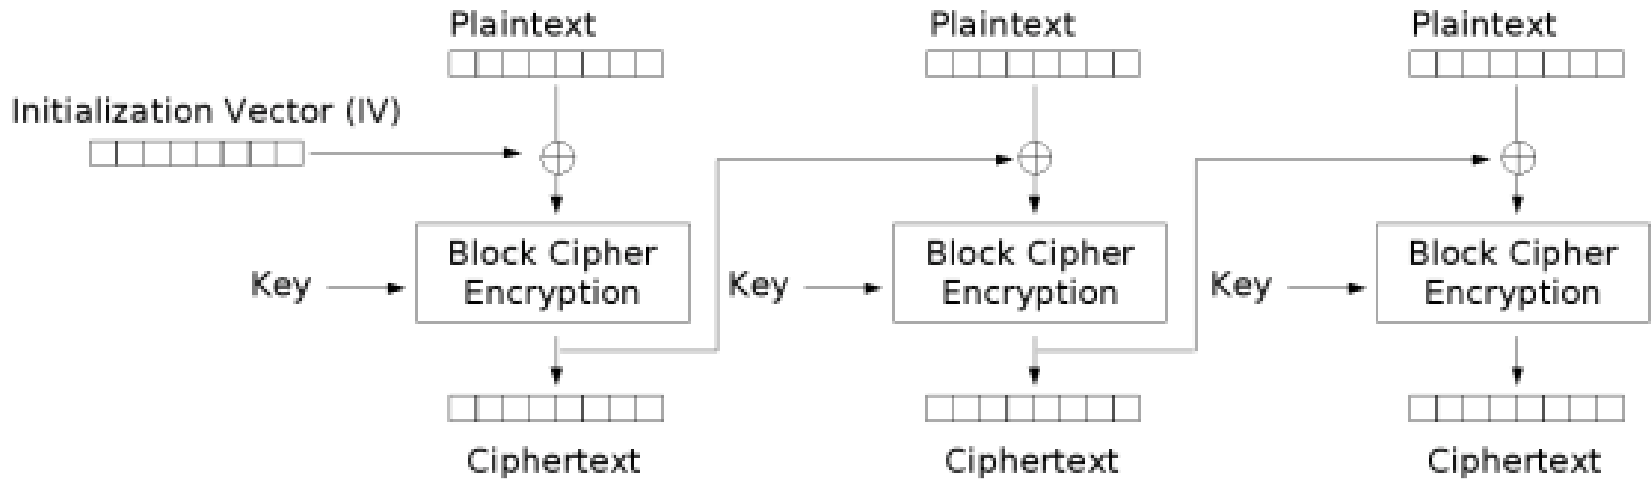 Plaintext
Plaintext
Plaintext
Initialization Vector (IV)
Key
Block Cipher
Encryption
Key
Block Cipher
Encryption
Key
Block Cipher
Encryption
Ciphertext
Ciphertext
Ciphertext